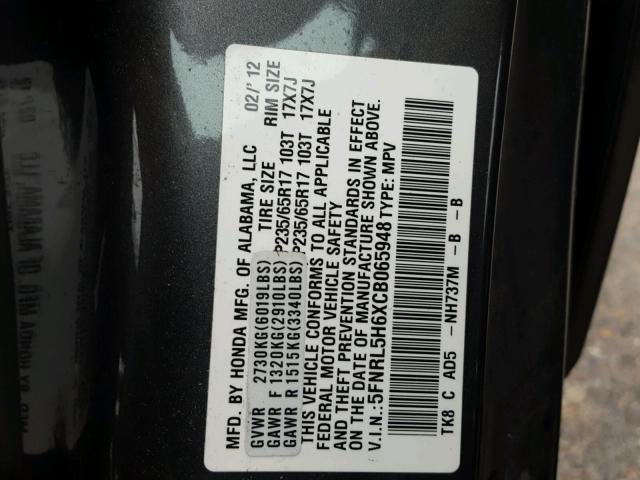 MFD. BY HONDA MFG. OF ALABAMA, LLC 02/'12
TIRE SIZE RIM SIZE
GVWR 2730KG(6019LBS)
GAWR F 1320KG(2910LBS) P235/65R17 103T 17X7J
GAWR R 1515KG(3340LBS) P235/65R17 103T 17X7J
THIS VEHICLE CONFORMS TO ALL APPLICABLE
FEDERAL MOTOR VEHICLE SAFETY
AND THEFT PREVENTION STANDARDS IN EFFECT
ON THE DATE OF MANUFACTURE SHOWN ABOVE.
V.I.N.:5FNRL5H6XCB065948 TYPE: MPV
TK8 C AD5 -NH737M -B -B